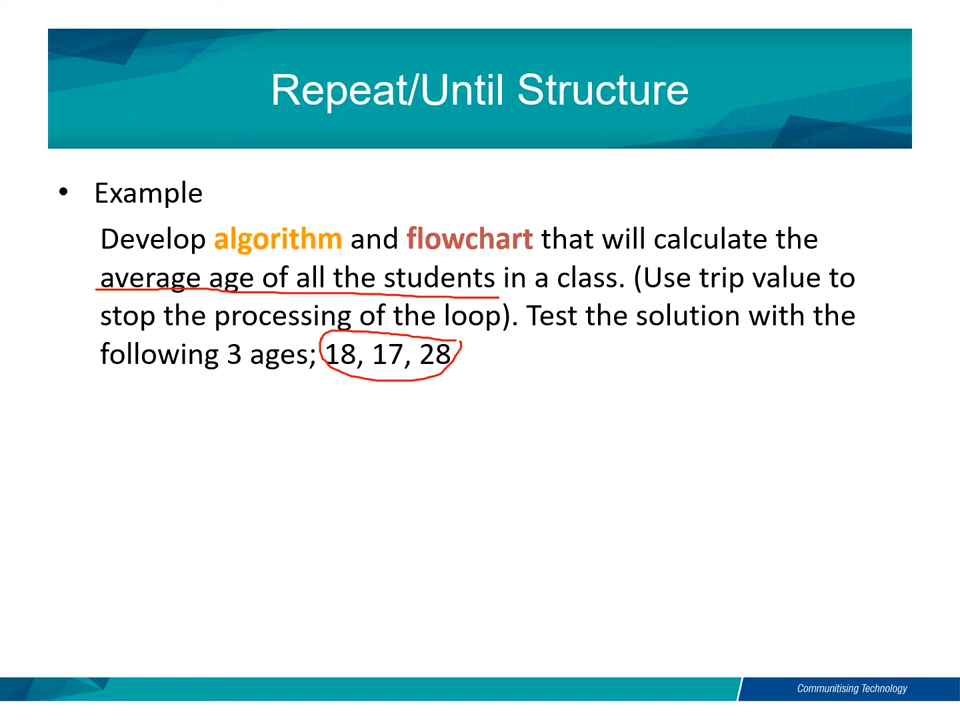 Repeat/Until Structure
• Example
Develop algorithm and flowchart that will calculate the
average age of all the students in a class. (Use trip value to
stop the processing of the loop). Test the solution with the
following 3 ages; 18, 17, 28
Communitising Technology